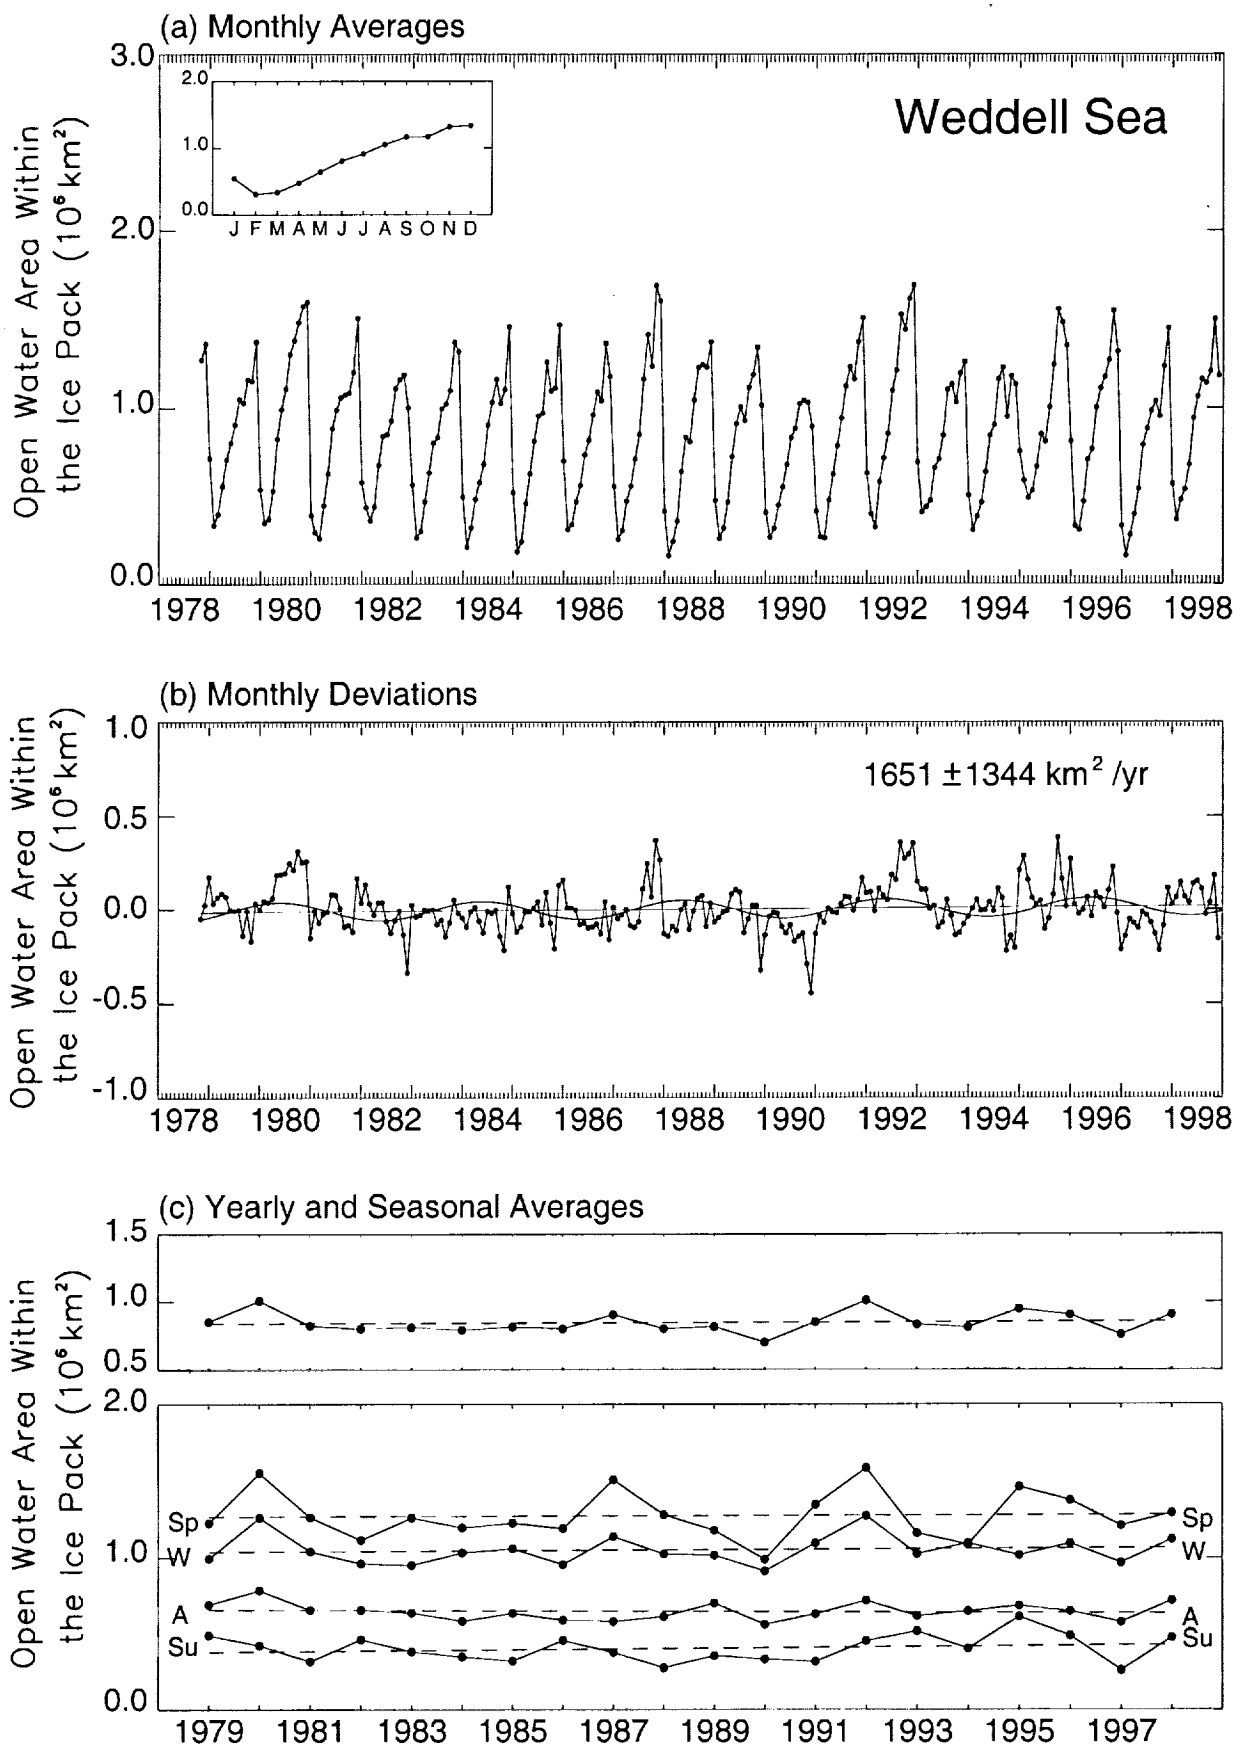 (a) Monthly Averages
Open Water Area Within
the Ice Pack (10⁶ km²)
3.0
2.0
1.0
0.0
2.0
1.0
0.0
J F M A M J J A S O N D
Weddell Sea
1978 1980 1982 1984 1986 1988 1990 1992 1994 1996 1998
(b) Monthly Deviations
Open Water Area Within
the Ice Pack (10⁶ km²)
1.0
0.5
0.0
-0.5
-1.0
1651 ±1344 km² /yr
1978 1980 1982 1984 1986 1988 1990 1992 1994 1996 1998
(c) Yearly and Seasonal Averages
Open Water Area Within
the Ice Pack (10⁶ km²)
1.5
1.0
0.5
2.0
1.0
0.0
Sp Sp
W W
A A
Su Su
1979 1981 1983 1985 1987 1989 1991 1993 1995 1997